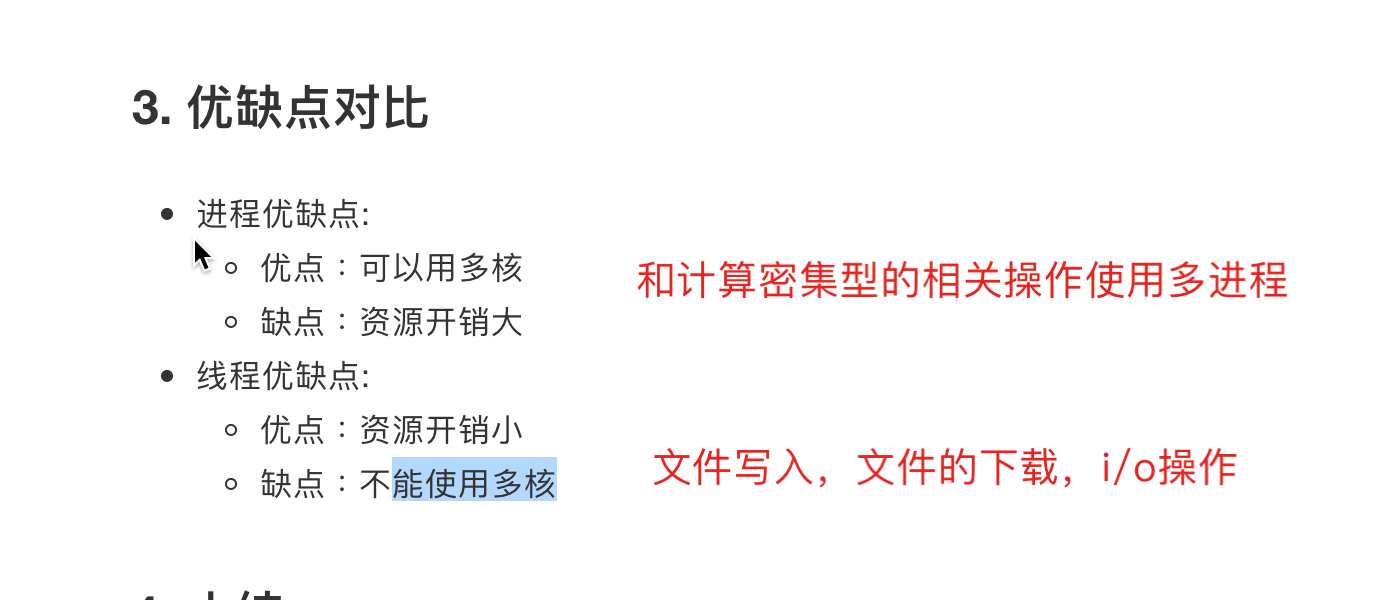 3. 优缺点对比
进程优缺点:
优点：可以用多核
和计算密集型的相关操作使用多进程
缺点：资源开销大
线程优缺点:
优点：资源开销小
文件写入，文件的下载，i/o操作
缺点：不能使用多核